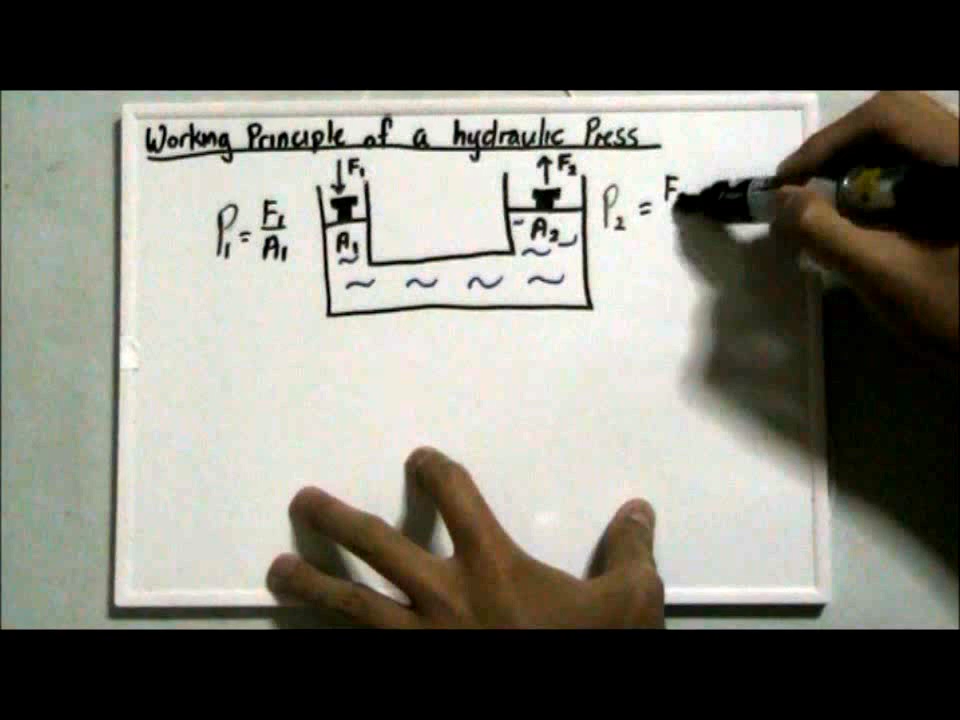 Working Principle of a hydraulic Press
F₁
F₂
P₁ = F₁/A₁
A₁
A₂
P₂ = F